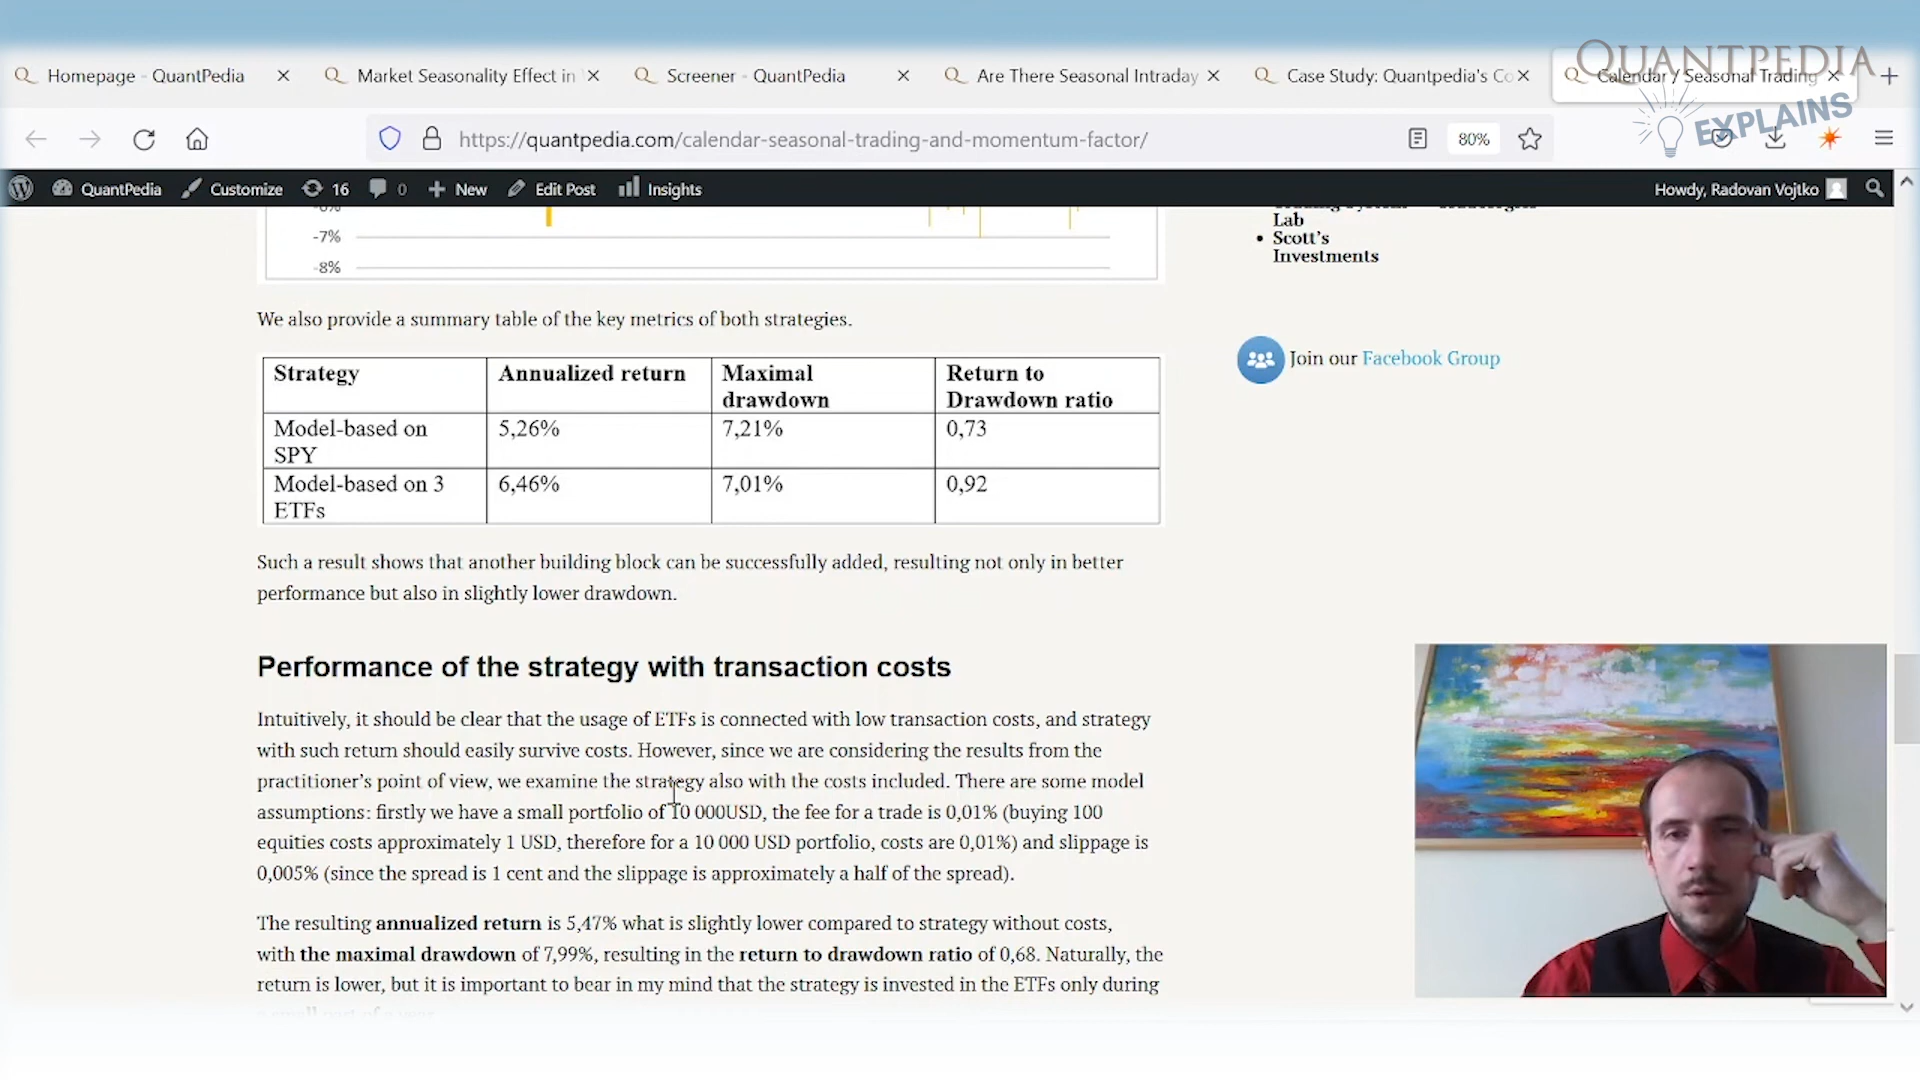 QUANTPEDIA
EXPLAINS
Homepage - QuantPedia
Market Seasonality Effect in
Screener - QuantPedia
Are There Seasonal Intraday
Case Study: Quantpedia's Co
Calendar / Seasonal Trading
https://quantpedia.com/calendar-seasonal-trading-and-momentum-factor/
80%
QuantPedia
Customize
16
0
New
Edit Post
Insights
Howdy, Radovan Vojtko
-7%
-8%
Lab
Scott's
Investments
Join our Facebook Group
We also provide a summary table of the key metrics of both strategies.
Strategy Annualized return Maximal drawdown Return to Drawdown ratio
Model-based on SPY 5,26% 7,21% 0,73
Model-based on 3 ETFs 6,46% 7,01% 0,92
Such a result shows that another building block can be successfully added, resulting not only in better
performance but also in slightly lower drawdown.
Performance of the strategy with transaction costs
Intuitively, it should be clear that the usage of ETFs is connected with low transaction costs, and strategy
with such return should easily survive costs. However, since we are considering the results from the
practitioner's point of view, we examine the strategy also with the costs included. There are some model
assumptions: firstly we have a small portfolio of 10 000USD, the fee for a trade is 0,01% (buying 100
equities costs approximately 1 USD, therefore for a 10 000 USD portfolio, costs are 0,01%) and slippage is
0,005% (since the spread is 1 cent and the slippage is approximately a half of the spread).
The resulting annualized return is 5,47% what is slightly lower compared to strategy without costs,
with the maximal drawdown of 7,99%, resulting in the return to drawdown ratio of 0,68. Naturally, the
return is lower, but it is important to bear in my mind that the strategy is invested in the ETFs only during